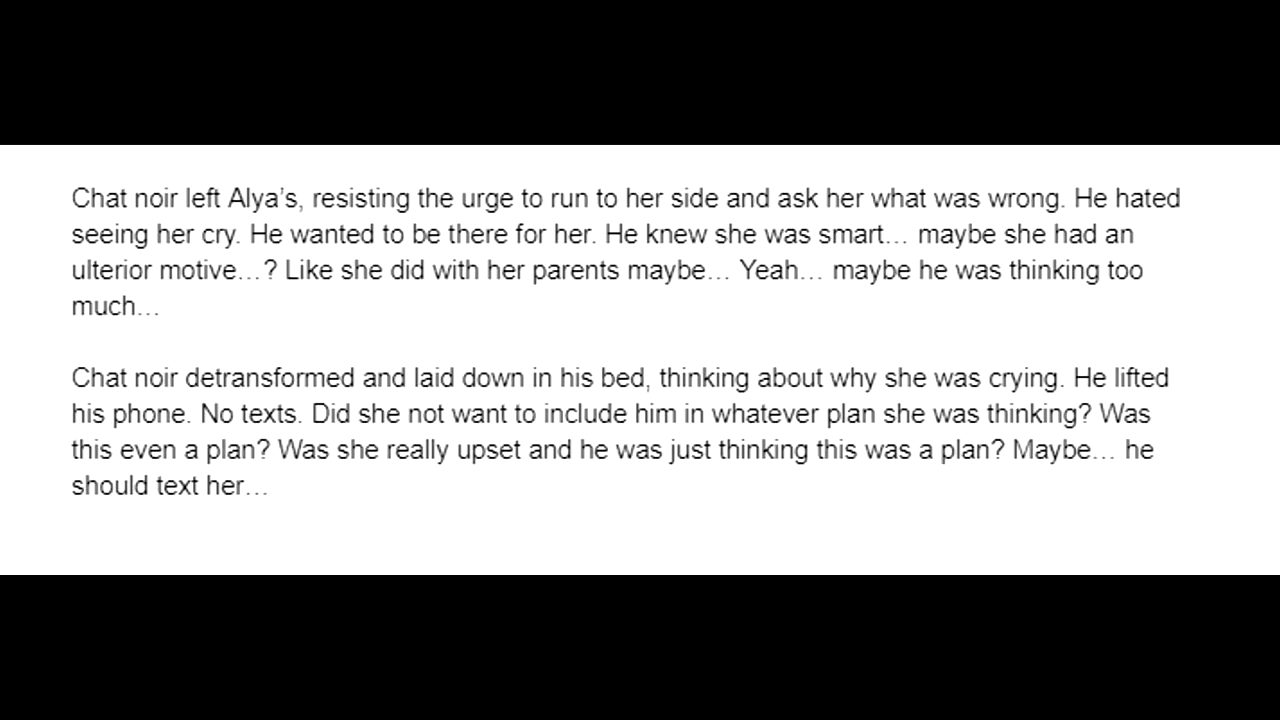 Chat noir left Alya's, resisting the urge to run to her side and ask her what was wrong. He hated
seeing her cry. He wanted to be there for her. He knew she was smart… maybe she had an
ulterior motive…? Like she did with her parents maybe… Yeah… maybe he was thinking too
much…
Chat noir detransformed and laid down in his bed, thinking about why she was crying. He lifted
his phone. No texts. Did she not want to include him in whatever plan she was thinking? Was
this even a plan? Was she really upset and he was just thinking this was a plan? Maybe… he
should text her…